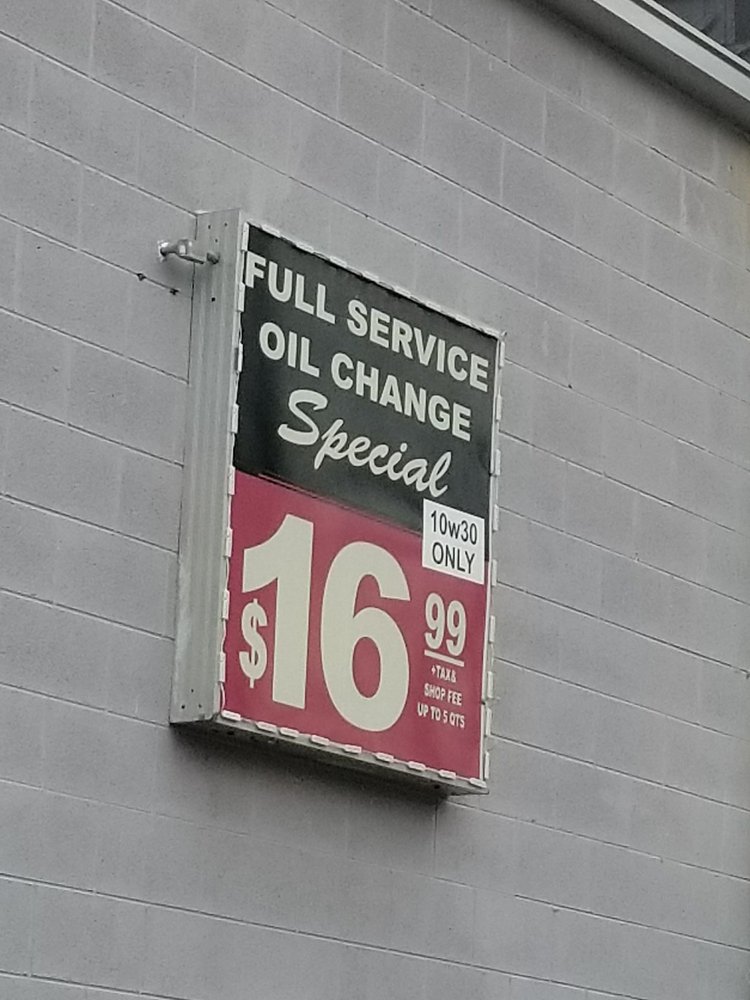 FULL SERVICE
OIL CHANGE
Special
10w30
ONLY
$16 99
+TAX&
SHOP FEE
UP TO 5 QTS